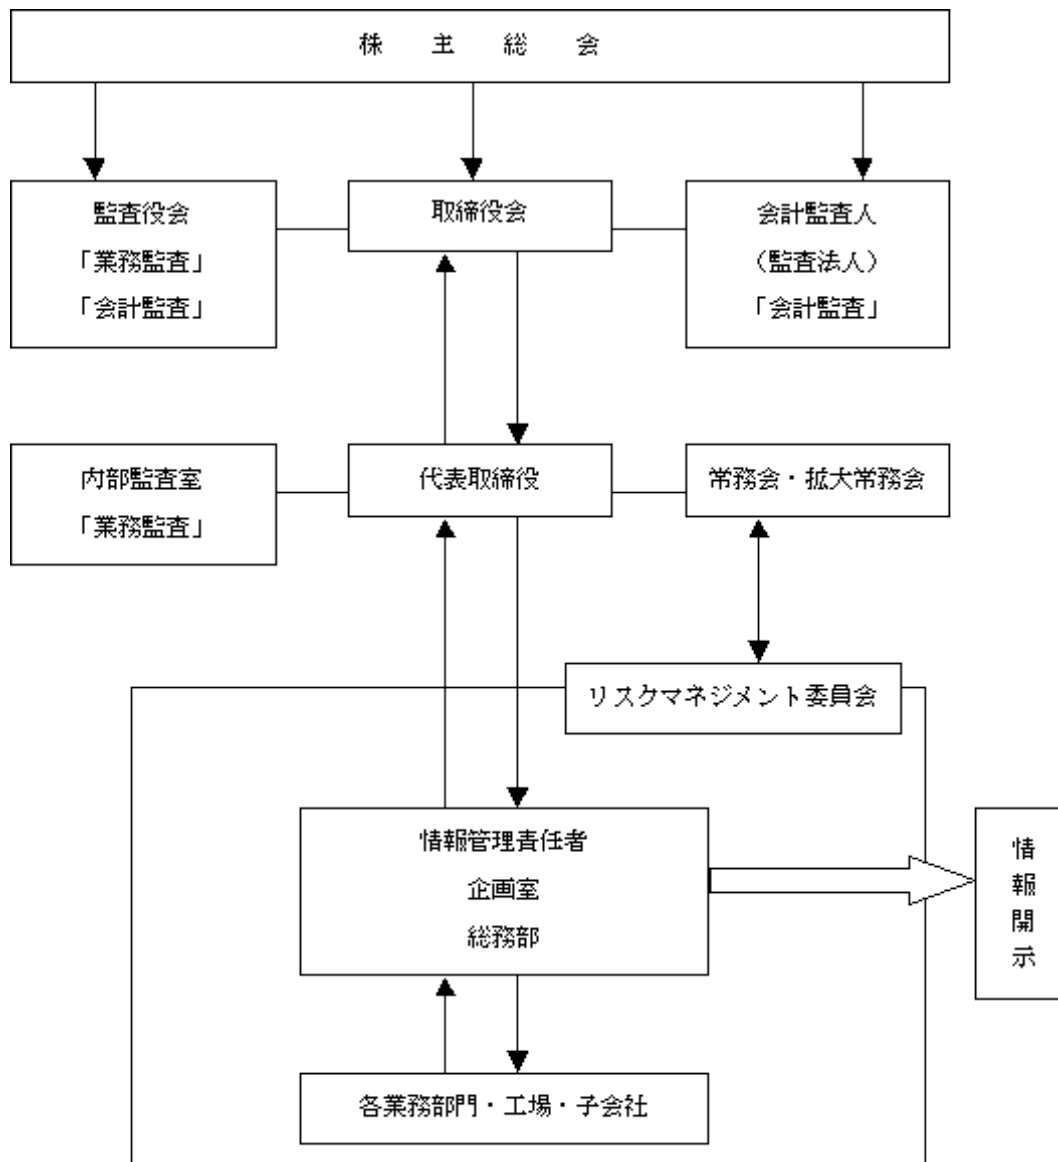 株主総会
監査役会
「業務監査」
「会計監査」
取締役会
会計監査人
（監査法人）
「会計監査」
内部監査室
「業務監査」
代表取締役
常務会・拡大常務会
リスクマネジメント委員会
情報管理責任者
企画室
総務部
情報開示
各業務部門・工場・子会社